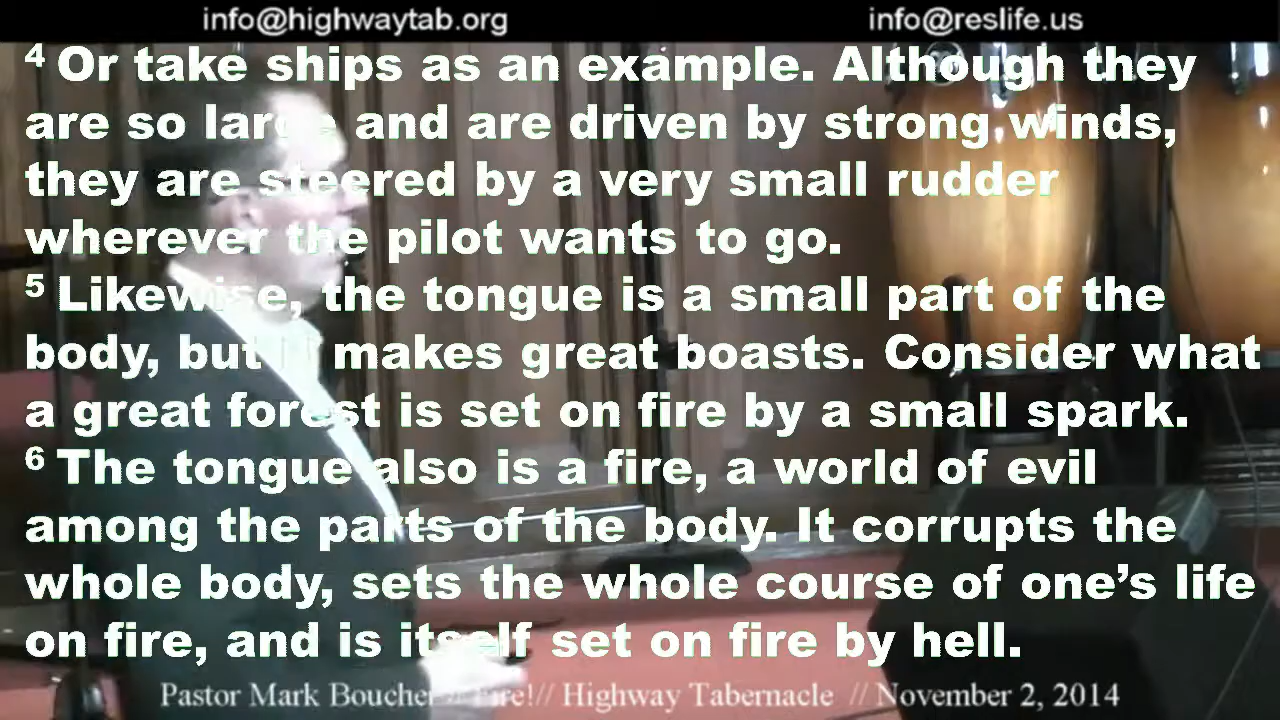 info@highwaytab.org info@reslife.us
4 Or take ships as an example. Although they
are so large and are driven by strong winds,
they are steered by a very small rudder
wherever the pilot wants to go.
5 Likewise, the tongue is a small part of the
body, but it makes great boasts. Consider what
a great forest is set on fire by a small spark.
6 The tongue also is a fire, a world of evil
among the parts of the body. It corrupts the
whole body, sets the whole course of one’s life
on fire, and is itself set on fire by hell.
Pastor Mark Boucher // Fire!// Highway Tabernacle // November 2, 2014